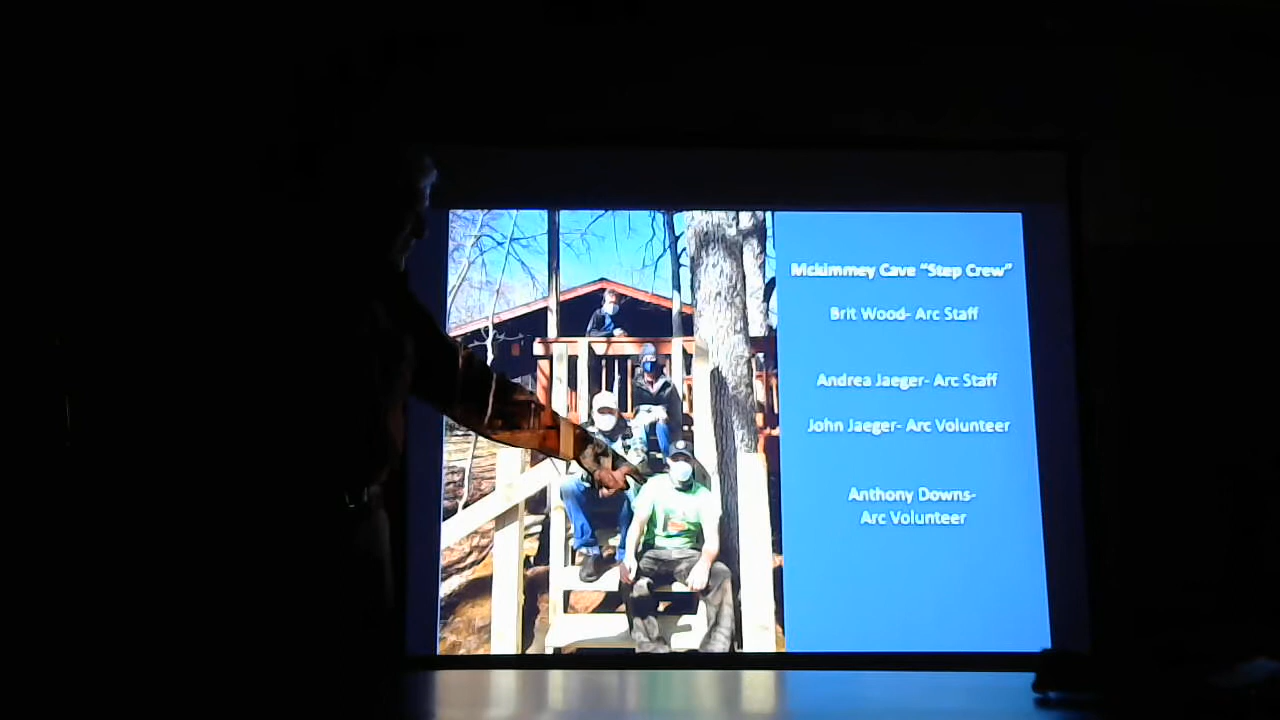 Mckimmey Cave "Step Crew"
Brit Wood- Arc Staff
Andrea Jaeger- Arc Staff
John Jaeger- Arc Volunteer
Anthony Downs-
Arc Volunteer